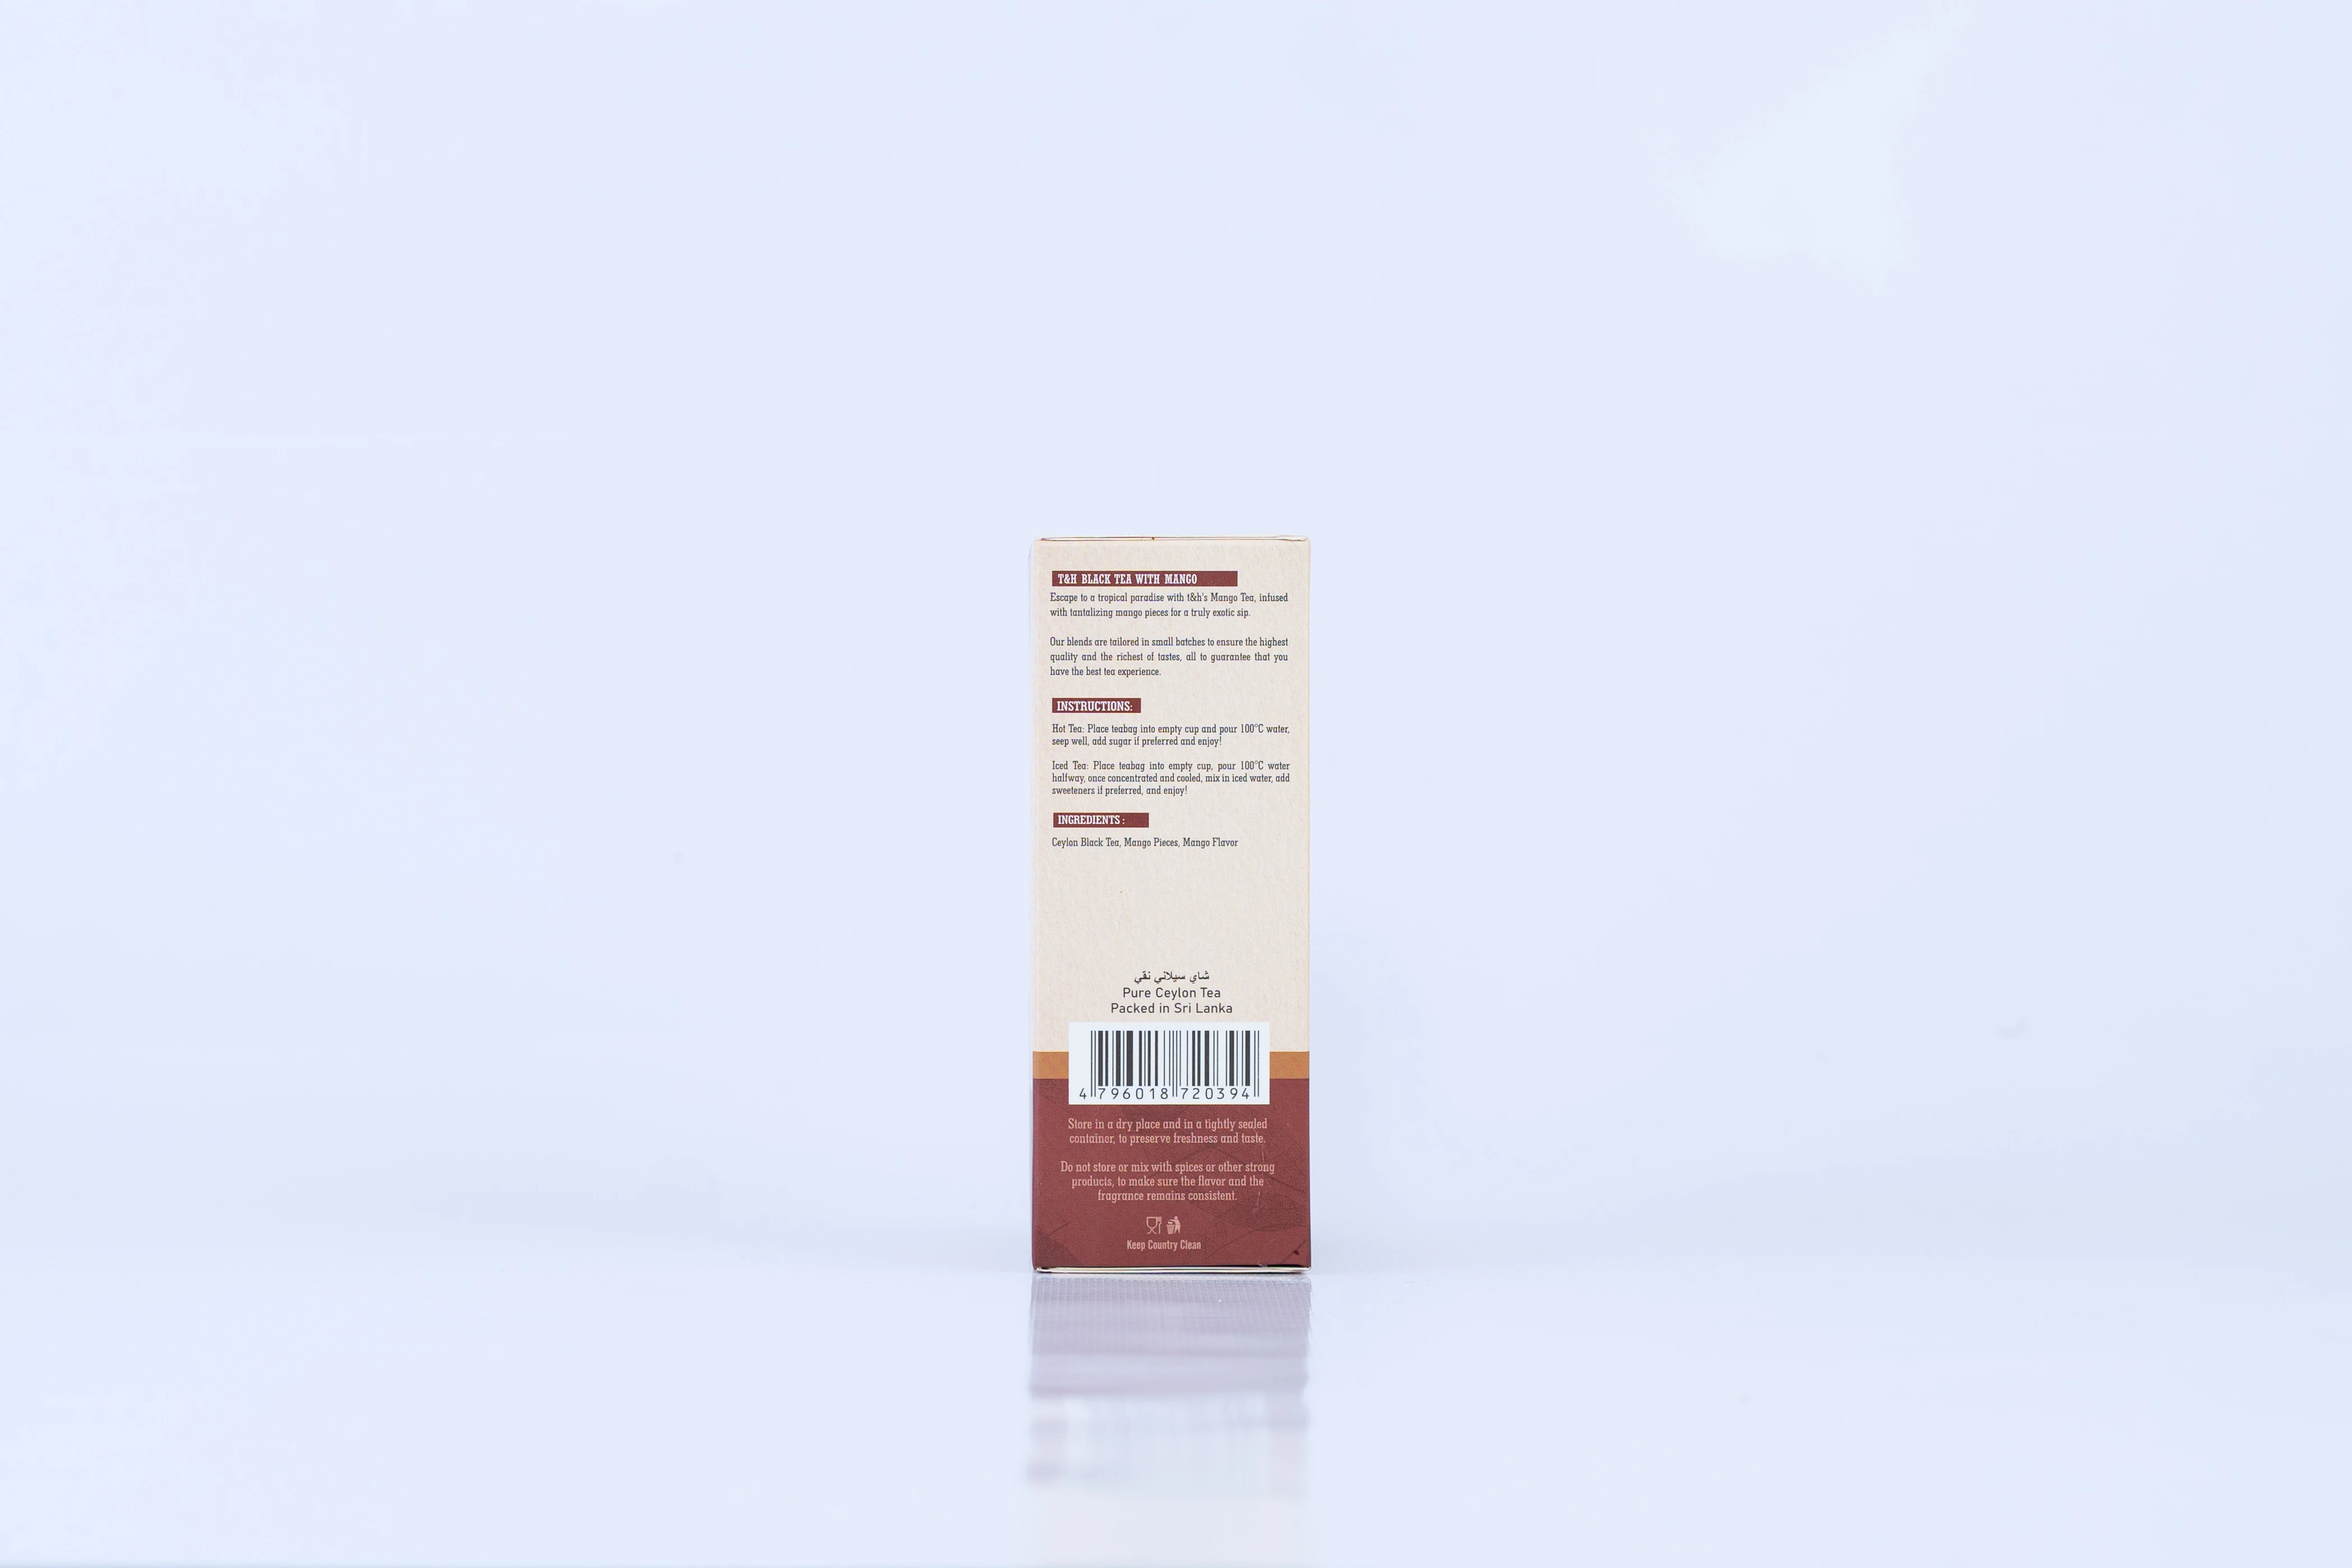 T&H BLACK TEA WITH MANGO
Escape to a tropical paradise with t&h's Mango Tea, infused
with tantalizing mango pieces for a truly exotic sip.
Our blends are tailored in small batches to ensure the highest
quality and the richest of tastes, all to guarantee that you
have the best tea experience.
INSTRUCTIONS:
Hot Tea: Place teabag into empty cup and pour 100°C water,
seep well, add sugar if preferred and enjoy!
Iced Tea: Place teabag into empty cup, pour 100°C water
halfway, once concentrated and cooled, mix in iced water, add
sweeteners if preferred, and enjoy!
INGREDIENTS :
Ceylon Black Tea, Mango Pieces, Mango Flavor
شاي سيلاني نقي
Pure Ceylon Tea
Packed in Sri Lanka
4 796018 720394
Store in a dry place and in a tightly sealed
container, to preserve freshness and taste.
Do not store or mix with spices or other strong
products, to make sure the flavor and the
fragrance remains consistent.
Keep Country Clean